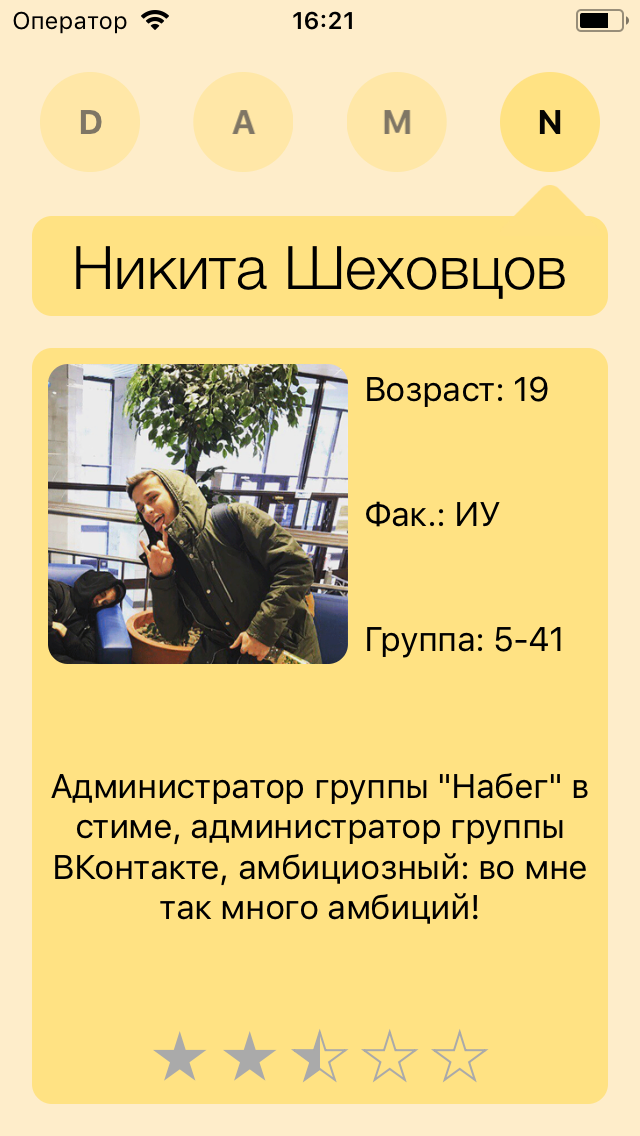 Оператор 16:21
D A M N
Никита Шеховцов
Возраст: 19
Фак.: ИУ
Группа: 5-41
Администратор группы "Набег" в
стиме, администратор группы
ВКонтакте, амбициозный: во мне
так много амбиций!